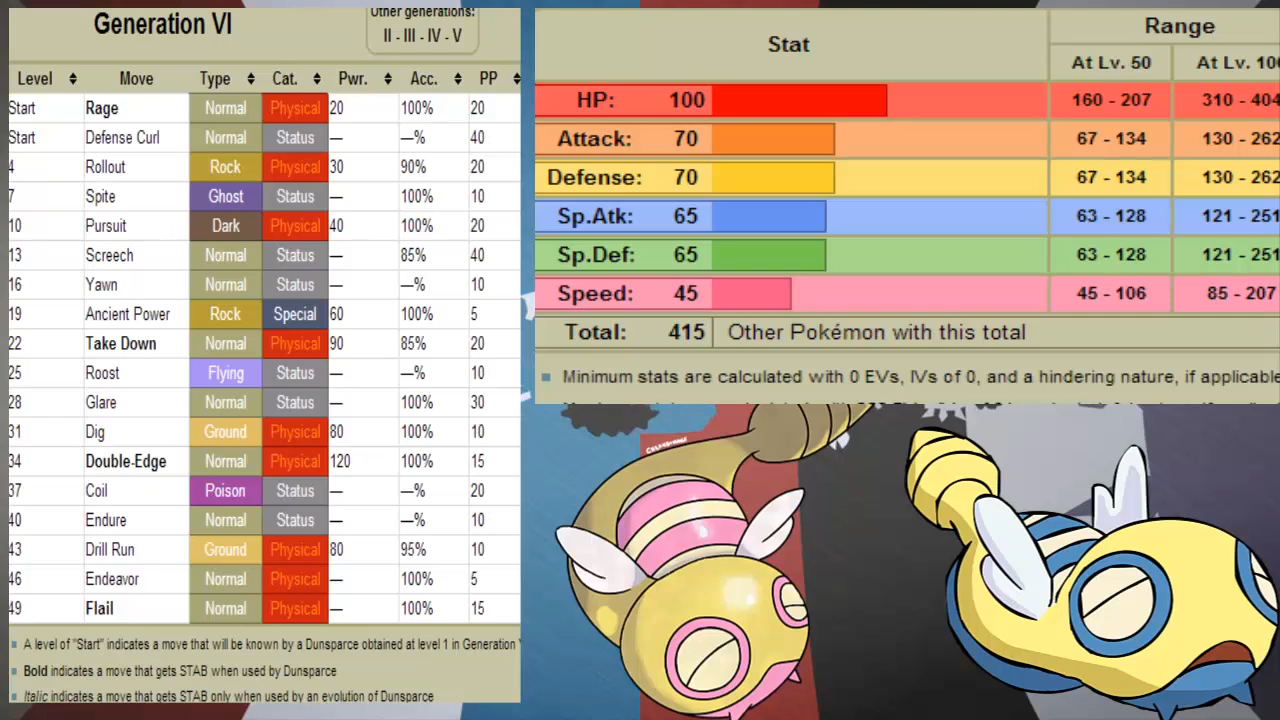 Generation VI
Other generations:
II - III - IV - V
Level Move Type Cat. Pwr. Acc. PP
Start Rage Normal Physical 20 100% 20
Start Defense Curl Normal Status — —% 40
4 Rollout Rock Physical 30 90% 20
7 Spite Ghost Status — 100% 10
10 Pursuit Dark Physical 40 100% 20
13 Screech Normal Status — 85% 40
16 Yawn Normal Status — —% 10
19 Ancient Power Rock Special 60 100% 5
22 Take Down Normal Physical 90 85% 20
25 Roost Flying Status — —% 10
28 Glare Normal Status — 100% 30
31 Dig Ground Physical 80 100% 10
34 Double-Edge Normal Physical 120 100% 15
37 Coil Poison Status — —% 20
40 Endure Normal Status — —% 10
43 Drill Run Ground Physical 80 95% 10
46 Endeavor Normal Physical — 100% 5
49 Flail Normal Physical — 100% 15
A level of "Start" indicates a move that will be known by a Dunsparce obtained at level 1 in Generation
Bold indicates a move that gets STAB when used by Dunsparce
Italic indicates a move that gets STAB only when used by an evolution of Dunsparce
Stat Range
At Lv. 50 At Lv. 100
HP: 100 160 - 207 310 - 404
Attack: 70 67 - 134 130 - 262
Defense: 70 67 - 134 130 - 262
Sp.Atk: 65 63 - 128 121 - 251
Sp.Def: 65 63 - 128 121 - 251
Speed: 45 45 - 106 85 - 207
Total: 415 Other Pokémon with this total
Minimum stats are calculated with 0 EVs, IVs of 0, and a hindering nature, if applicable